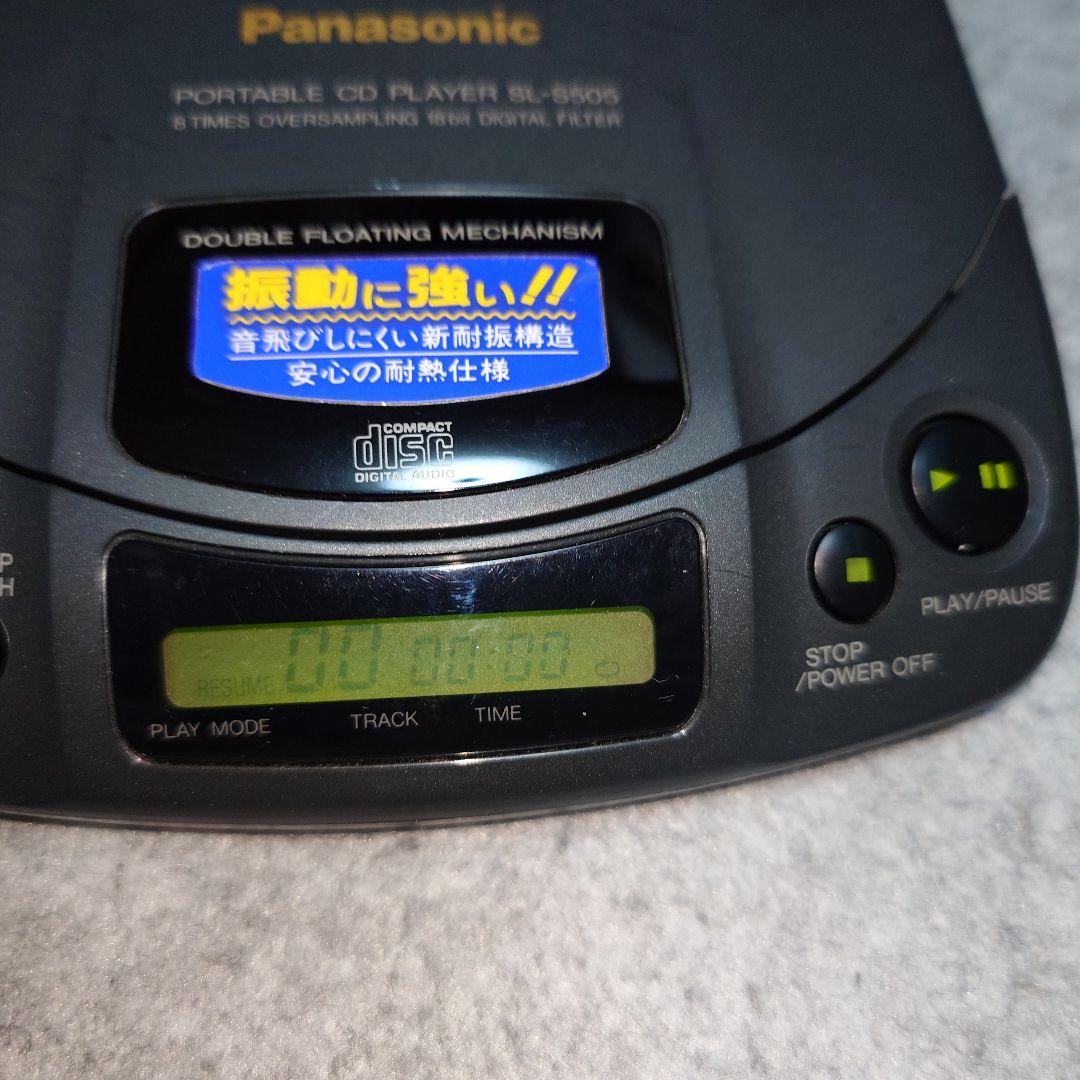 Panasonic
PORTABLE CD PLAYER SL-S505
8 TIMES OVERSAMPLING 18bit DIGITAL FILTER
DOUBLE FLOATING MECHANISM
振動に強い!!
音飛びしにくい新耐振構造
安心の耐熱仕様
COMPACT
disc
DIGITAL AUDIO
P
H
PLAY/PAUSE
STOP
/POWER OFF
RESUME 00 00:00
PLAY MODE TRACK TIME